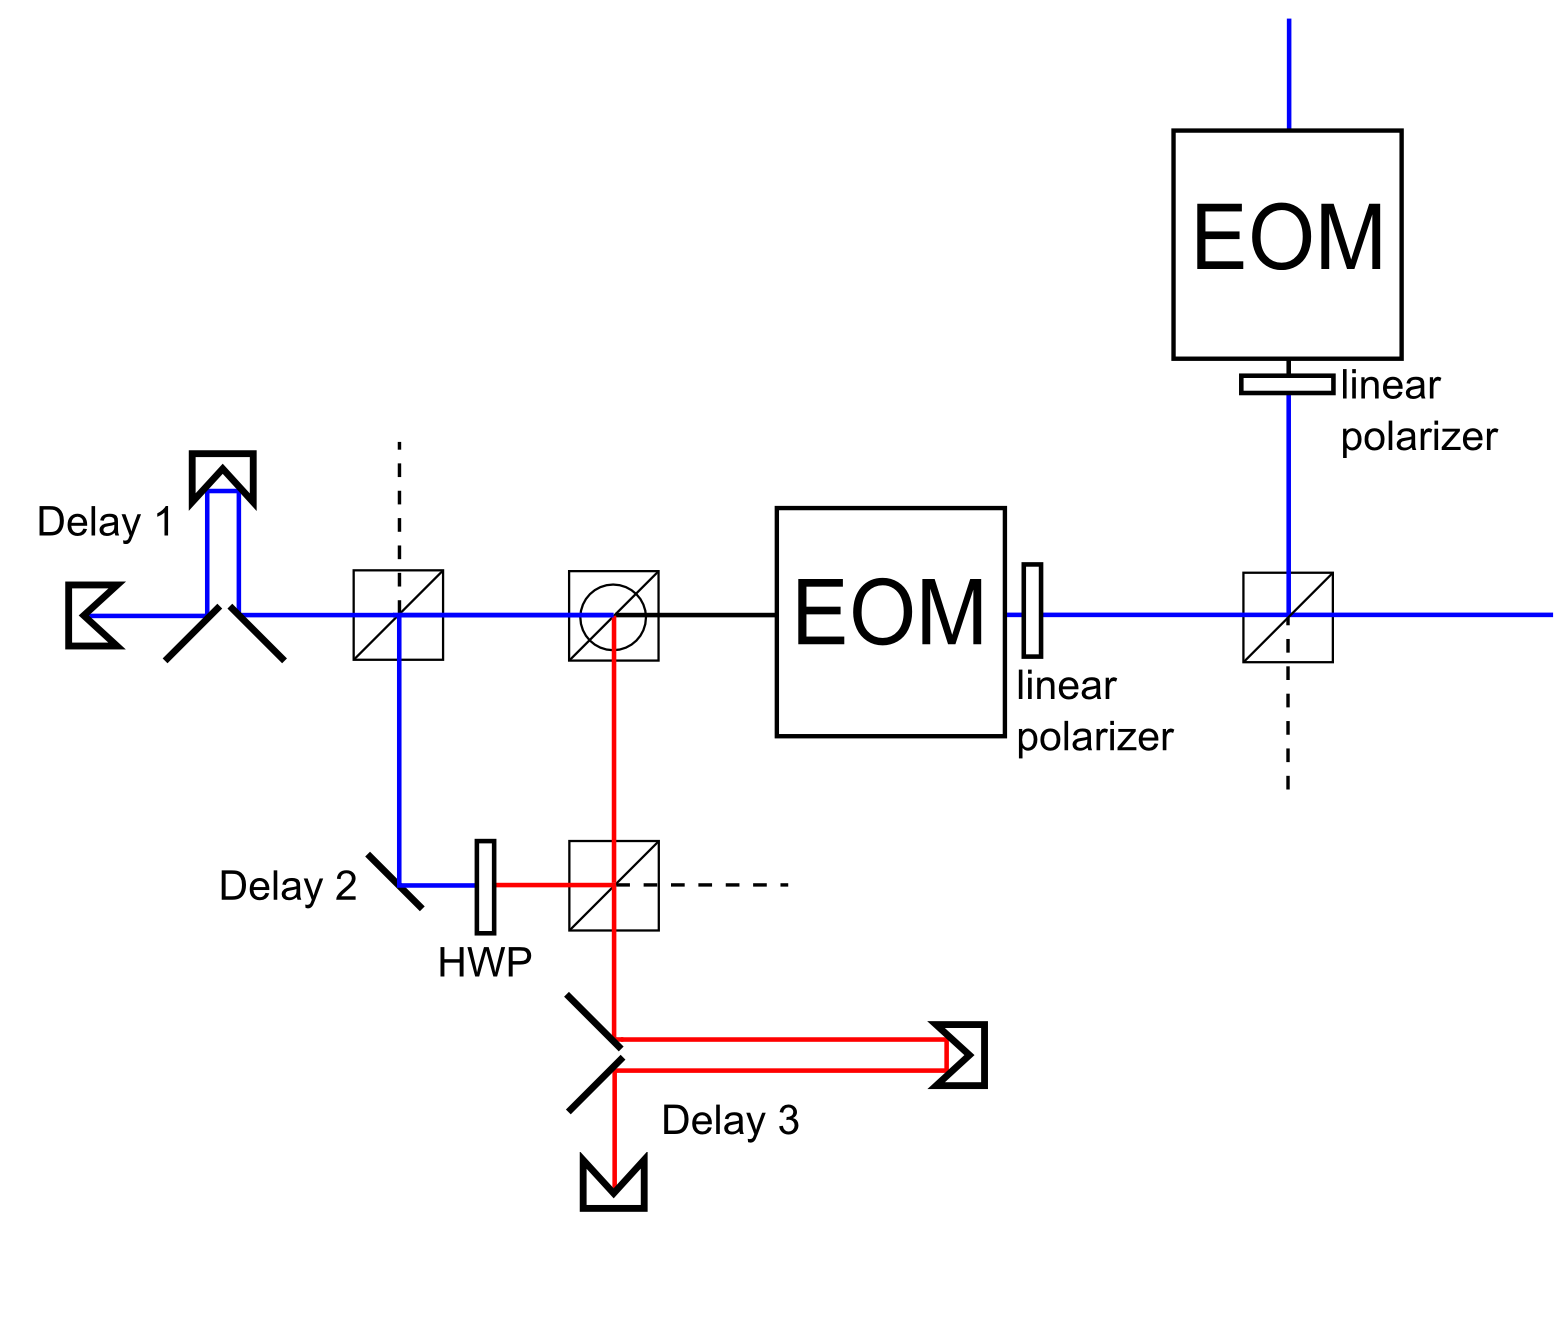 EOM
linear
polarizer
Delay 1
EOM
linear
polarizer
Delay 2
HWP
Delay 3